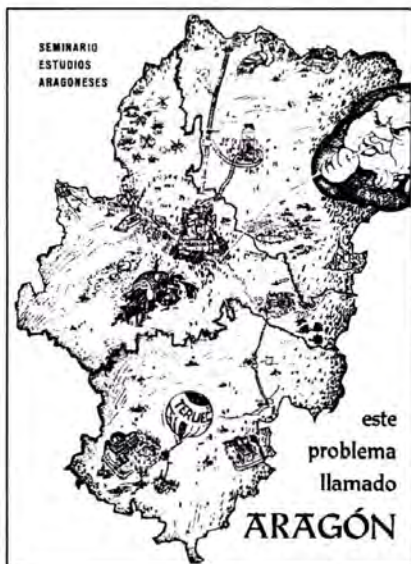 SEMINARIO
ESTUDIOS
ARAGONESES
TERUEL
este
problema
llamado
ARAGÓN